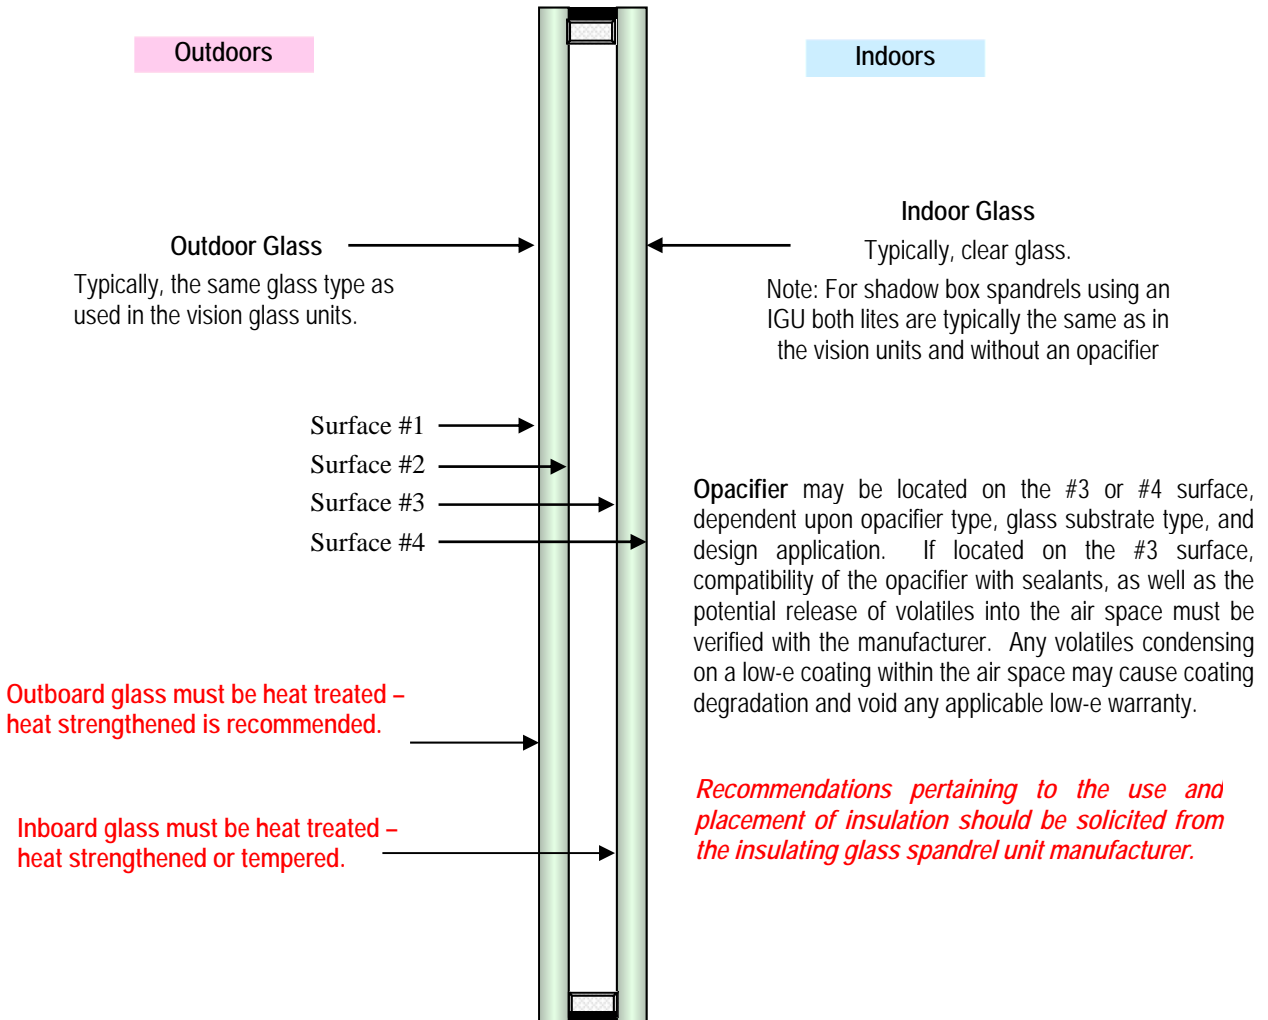 Outdoors
Indoors
Outdoor Glass
Typically, the same glass type as
used in the vision glass units.
Indoor Glass
Typically, clear glass.
Note: For shadow box spandrels using an
IGU both lites are typically the same as in
the vision units and without an opacifier
Surface #1
Surface #2
Surface #3
Surface #4
Opacifier may be located on the #3 or #4 surface,
dependent upon opacifier type, glass substrate type, and
design application. If located on the #3 surface,
compatibility of the opacifier with sealants, as well as the
potential release of volatiles into the air space must be
verified with the manufacturer. Any volatiles condensing
on a low-e coating within the air space may cause coating
degradation and void any applicable low-e warranty.
Outboard glass must be heat treated –
heat strengthened is recommended.
Inboard glass must be heat treated –
heat strengthened or tempered.
Recommendations pertaining to the use and
placement of insulation should be solicited from
the insulating glass spandrel unit manufacturer.